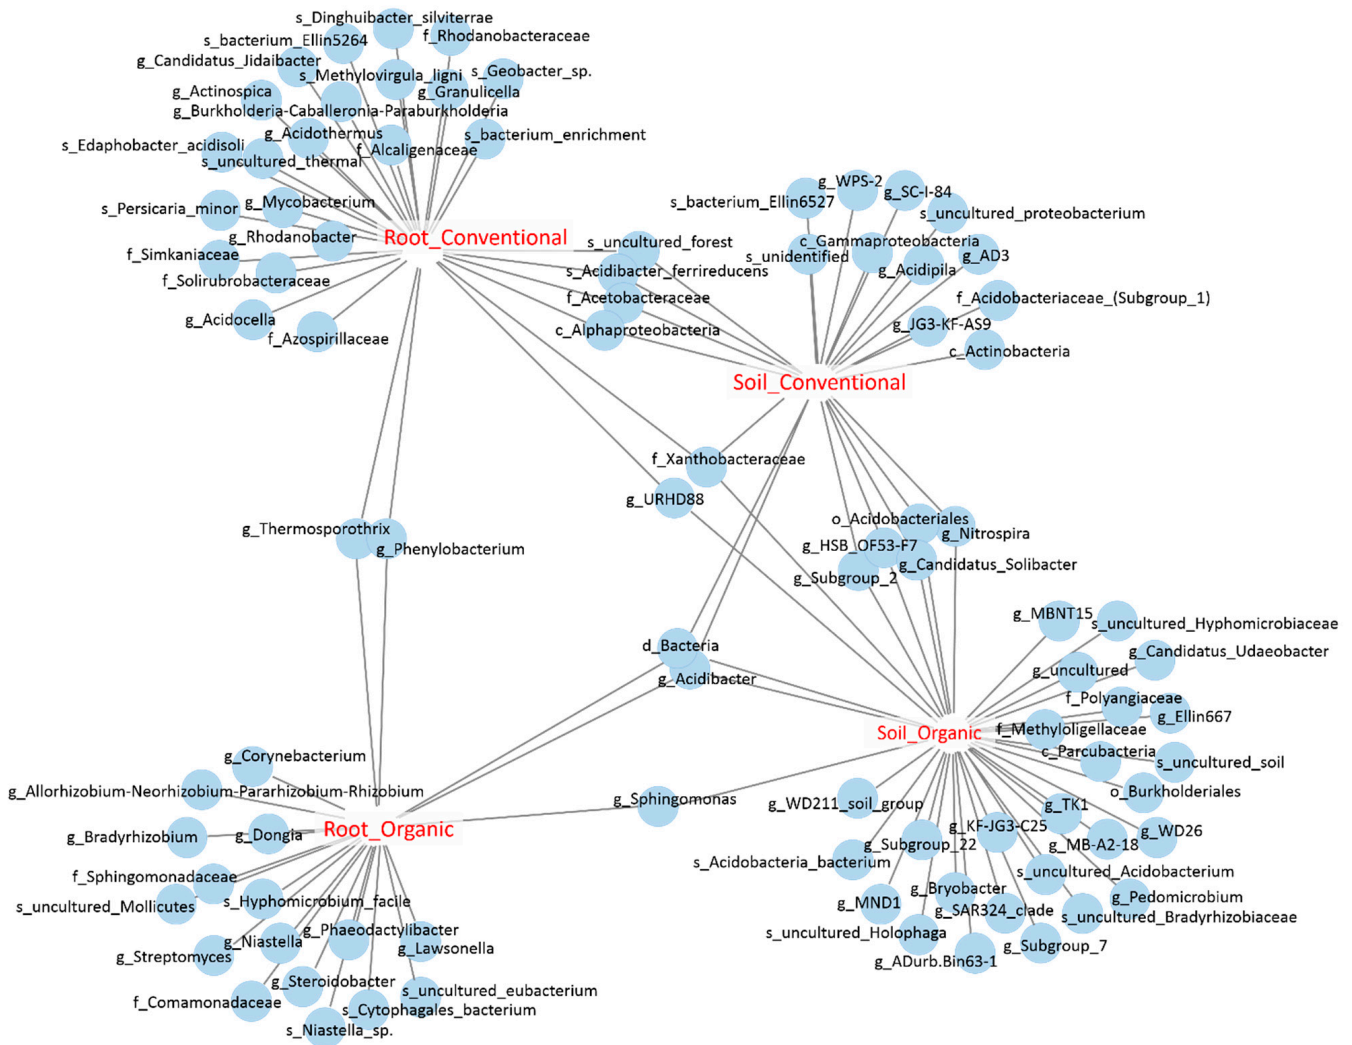 s_Dinghuibacter_silviterrae
f_Rhodanobacteraceae
s_bacterium_Ellin5264
g_Candidatus_Jidaibacter
s_Methylovirgula_ligni
s_Geobacter_sp.
g_Actinospica
g_Granulicella
g_Burkholderia-Caballeronia-Paraburkholderia
g_Acidothermus
s_bacterium_enrichment
s_Edaphobacter_acidisoli
f_Alcaligenaceae
s_uncultured_thermal
g_Mycobacterium
s_Persicaria_minor
g_Rhodanobacter
Root_Conventional
f_Simkaniaceae
f_Solirubrobacteraceae
g_Acidocella
f_Azospirillaceae
s_uncultured_forest
s_Acidibacter_ferrireducens
f_Acetobacteraceae
c_Alphaproteobacteria
g_WPS-2
g_SC-I-84
s_bacterium_Ellin6527
s_uncultured_proteobacterium
c_Gammaproteobacteria
s_unidentified
g_AD3
g_Acidipila
f_Acidobacteriaceae_(Subgroup_1)
g_JG3-KF-AS9
c_Actinobacteria
Soil_Conventional
f_Xanthobacteraceae
g_URHD88
g_Thermosporothrix
g_Phenylobacterium
o_Acidobacteriales
g_Nitrospira
g_HSB_OF53-F7
g_Candidatus_Solibacter
g_Subgroup_2
d_Bacteria
g_Acidibacter
g_MBNT15
s_uncultured_Hyphomicrobiaceae
g_Candidatus_Udaeobacter
g_uncultured
f_Polyangiaceae
g_Ellin667
f_Methyloligellaceae
Soil_Organic
c_Parcubacteria
s_uncultured_soil
o_Burkholderiales
g_Sphingomonas
g_WD211_soil_group
g_TK1
g_KF-JG3-C25
g_WD26
g_Subgroup_22
g_MB-A2-18
s_Acidobacteria_bacterium
s_uncultured_Acidobacterium
g_Bryobacter
g_Pedomicrobium
g_MND1
g_SAR324_clade
s_uncultured_Bradyrhizobiaceae
s_uncultured_Holophaga
g_Subgroup_7
g_ADurb.Bin63-1
g_Corynebacterium
g_Allorhizobium-Neorhizobium-Pararhizobium-Rhizobium
g_Bradyrhizobium
g_Dongia
Root_Organic
f_Sphingomonadaceae
s_uncultured_Mollicutes
s_Hyphomicrobium_facile
g_Phaeodactylibacter
g_Niastella
g_Lawsonella
g_Streptomyces
g_Steroidobacter
s_uncultured_eubacterium
f_Comamonadaceae
s_Cytophagales_bacterium
s_Niastella_sp.